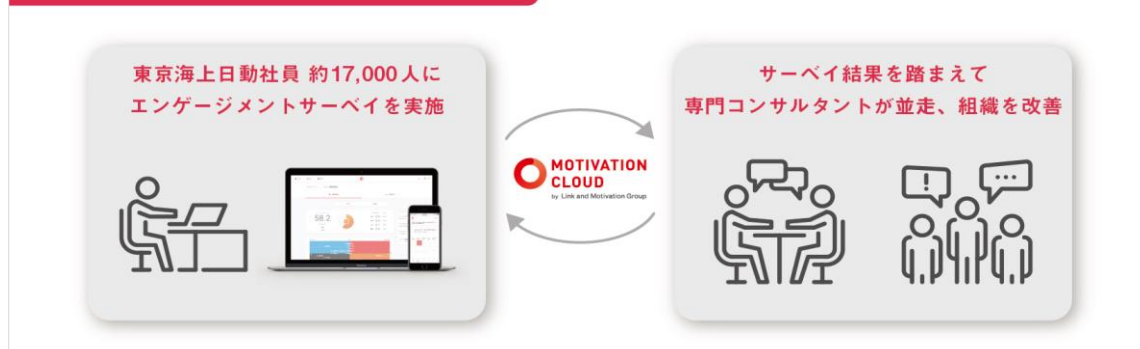 東京海上日動社員 約17,000人に
エンゲージメントサーベイを実施
サーベイ結果を踏まえて
専門コンサルタントが並走、組織を改善
MOTIVATION
CLOUD
by Link and Motivation Group
58.2
!
...